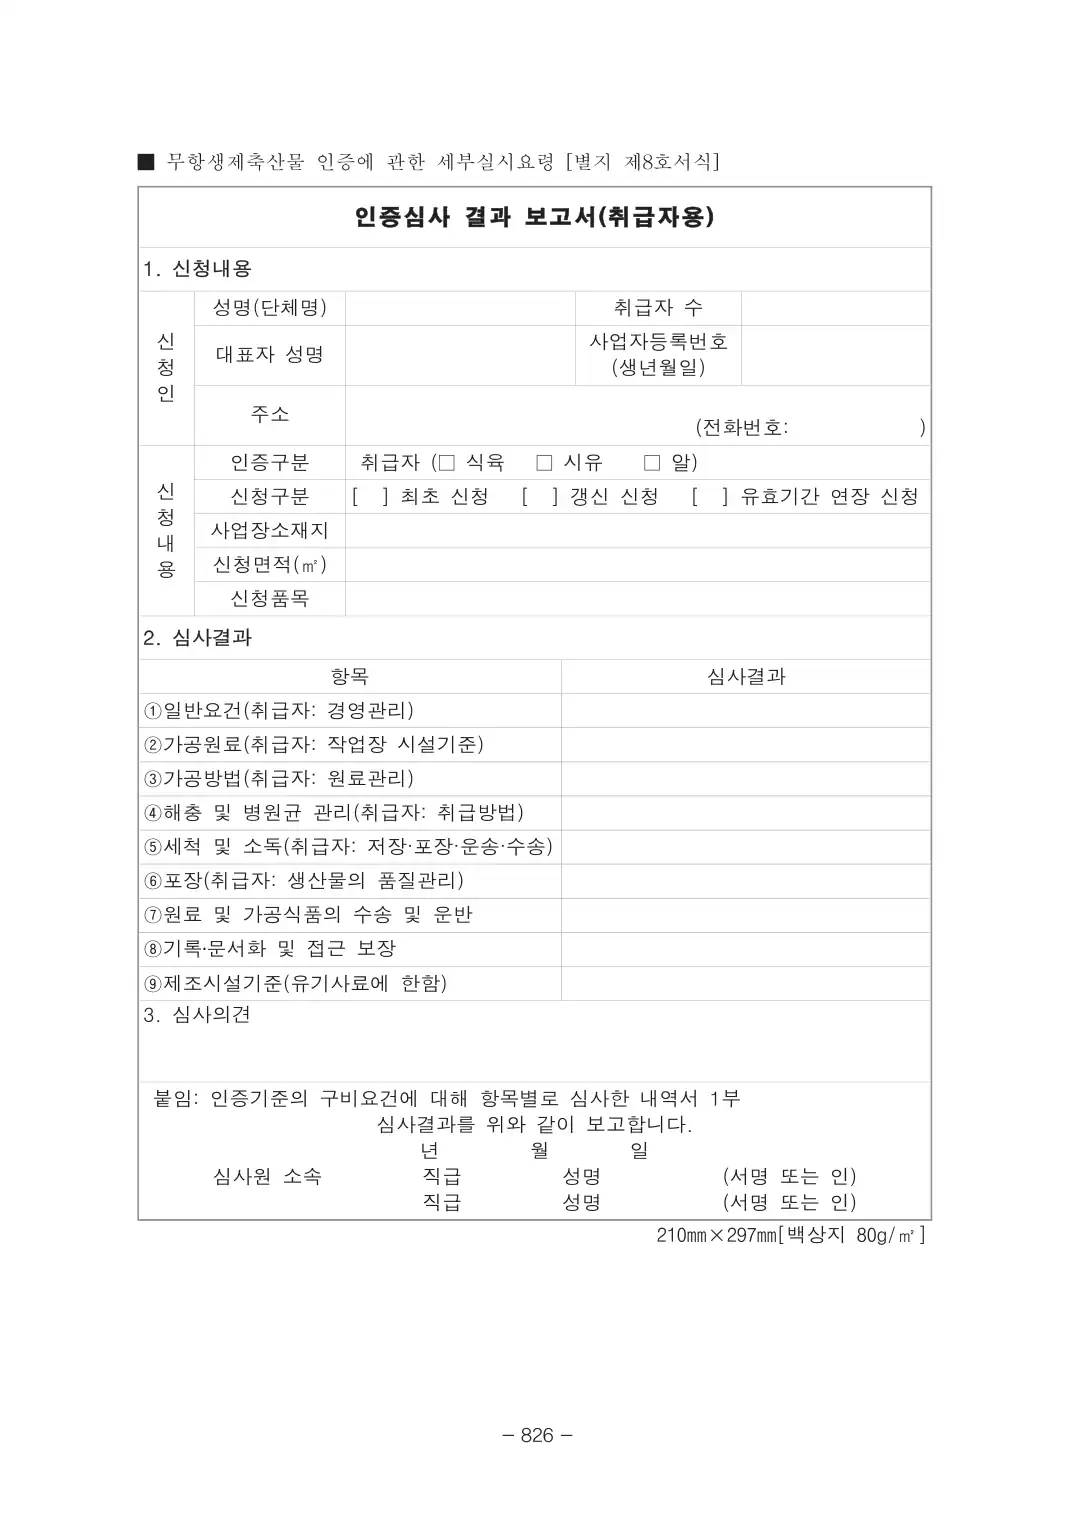 ■ 무항생제축산물 인증에 관한 세부실시요령 [별지 제8호서식]
인증심사 결과 보고서(취급자용)
1. 신청내용
신청인
성명(단체명)
취급자 수
대표자 성명
사업자등록번호
(생년월일)
주소
(전화번호: )
신청내용
인증구분
취급자 (□ 식육 □ 시유 □ 알)
신청구분
[ ] 최초 신청 [ ] 갱신 신청 [ ] 유효기간 연장 신청
사업장소재지
신청면적(㎡)
신청품목
2. 심사결과
항목 심사결과
①일반요건(취급자: 경영관리)
②가공원료(취급자: 작업장 시설기준)
③가공방법(취급자: 원료관리)
④해충 및 병원균 관리(취급자: 취급방법)
⑤세척 및 소독(취급자: 저장·포장·운송·수송)
⑥포장(취급자: 생산물의 품질관리)
⑦원료 및 가공식품의 수송 및 운반
⑧기록·문서화 및 접근 보장
⑨제조시설기준(유기사료에 한함)
3. 심사의견
붙임: 인증기준의 구비요건에 대해 항목별로 심사한 내역서 1부
심사결과를 위와 같이 보고합니다.
년 월 일
심사원 소속 직급 성명 (서명 또는 인)
직급 성명 (서명 또는 인)
210㎜×297㎜[백상지 80g/㎡]
- 826 -